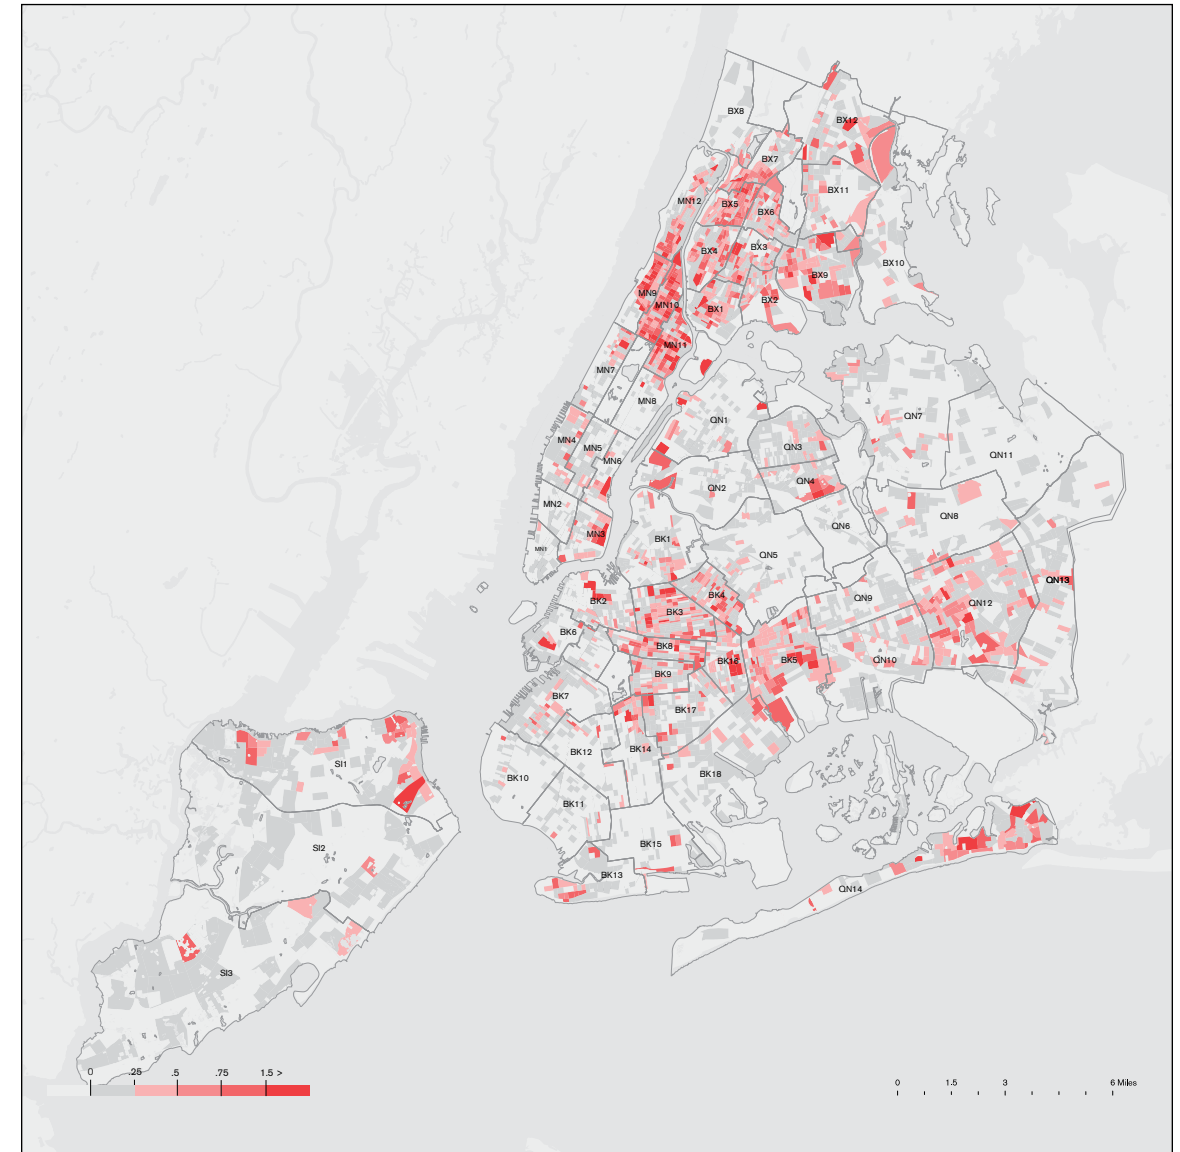 BX8
BX12
BX7
BX11
MN12
BX5
BX6
BX3
BX4
BX10
BX9
MN9
MN10
BX1
BX2
MN11
MN7
MN8
QN1
QN7
MN4
MN5
QN3
MN6
QN11
QN4
QN2
MN2
QN8
QN6
MN3
BK1
MN1
QN5
QN13
BK4
QN9
BK2
BK3
QN12
BK6
BK8
BK16
BK5
QN10
BK9
BK7
BK17
BK12
BK14
SI1
BK10
BK18
BK11
SI2
BK15
BK13
QN14
SI3
0 .25 .5 .75 1.5 >
0 1.5 3 6 Miles